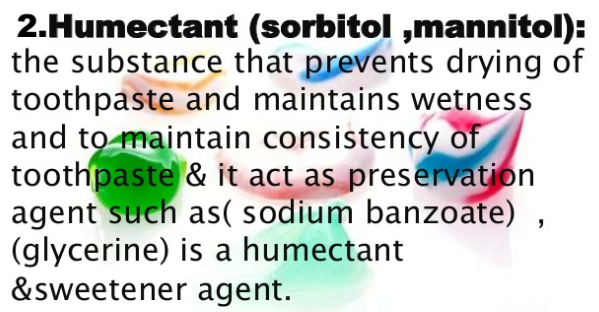 2.Humectant (sorbitol ,mannitol):
the substance that prevents drying of
toothpaste and maintains wetness
and to maintain consistency of
toothpaste & it act as preservation
agent such as( sodium banzoate)  ,
(glycerine) is a humectant
&sweetener agent.